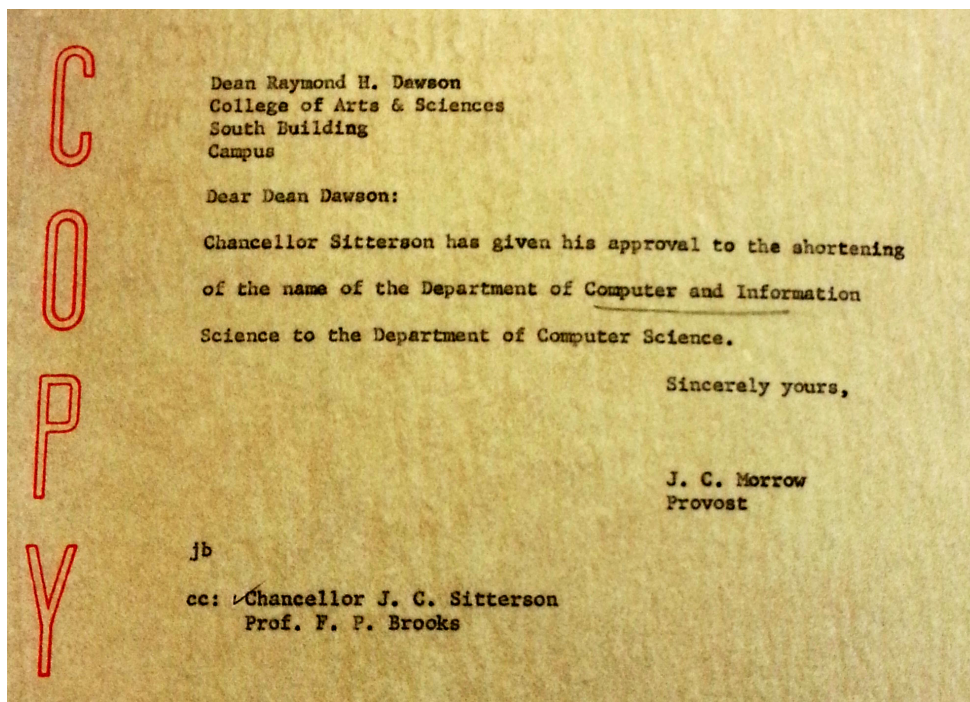 COPY
Dean Raymond H. Dawson
College of Arts & Sciences
South Building
Campus
Dear Dean Dawson:
Chancellor Sitterson has given his approval to the shortening
of the name of the Department of Computer and Information
Science to the Department of Computer Science.
Sincerely yours,
J. C. Morrow
Provost
jb
cc: Chancellor J. C. Sitterson
Prof. F. P. Brooks